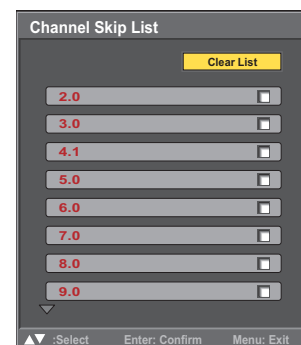 Channel Skip List
Clear List
2.0
3.0
4.1
5.0
6.0
7.0
8.0
9.0
▲▼ :Select Enter: Confirm Menu: Exit